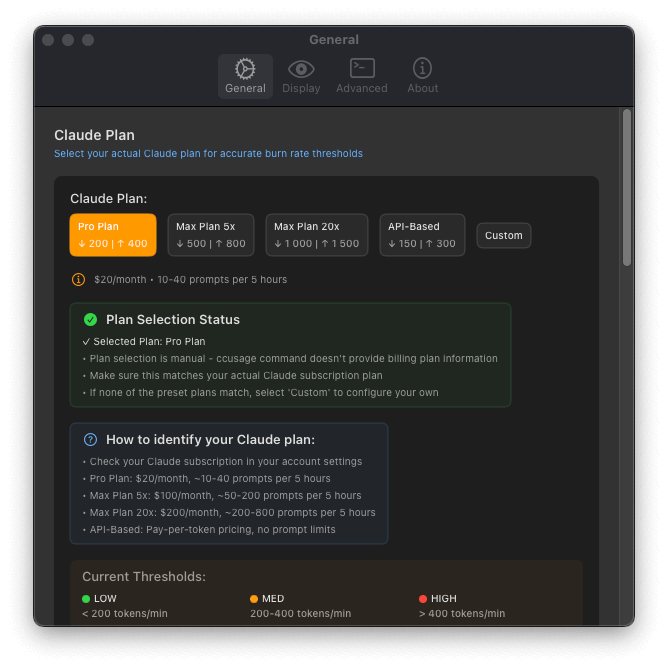 General
General Display Advanced About
Claude Plan
Select your actual Claude plan for accurate burn rate thresholds
Claude Plan:
Pro Plan
↓ 200 | ↑ 400
Max Plan 5x
↓ 500 | ↑ 800
Max Plan 20x
↓ 1 000 | ↑ 1 500
API-Based
↓ 150 | ↑ 300
Custom
$20/month • 10-40 prompts per 5 hours
Plan Selection Status
✓ Selected Plan: Pro Plan
• Plan selection is manual - ccusage command doesn't provide billing plan information
• Make sure this matches your actual Claude subscription plan
• If none of the preset plans match, select 'Custom' to configure your own
How to identify your Claude plan:
• Check your Claude subscription in your account settings
• Pro Plan: $20/month, ~10-40 prompts per 5 hours
• Max Plan 5x: $100/month, ~50-200 prompts per 5 hours
• Max Plan 20x: $200/month, ~200-800 prompts per 5 hours
• API-Based: Pay-per-token pricing, no prompt limits
Current Thresholds:
LOW
< 200 tokens/min
MED
200-400 tokens/min
HIGH
> 400 tokens/min